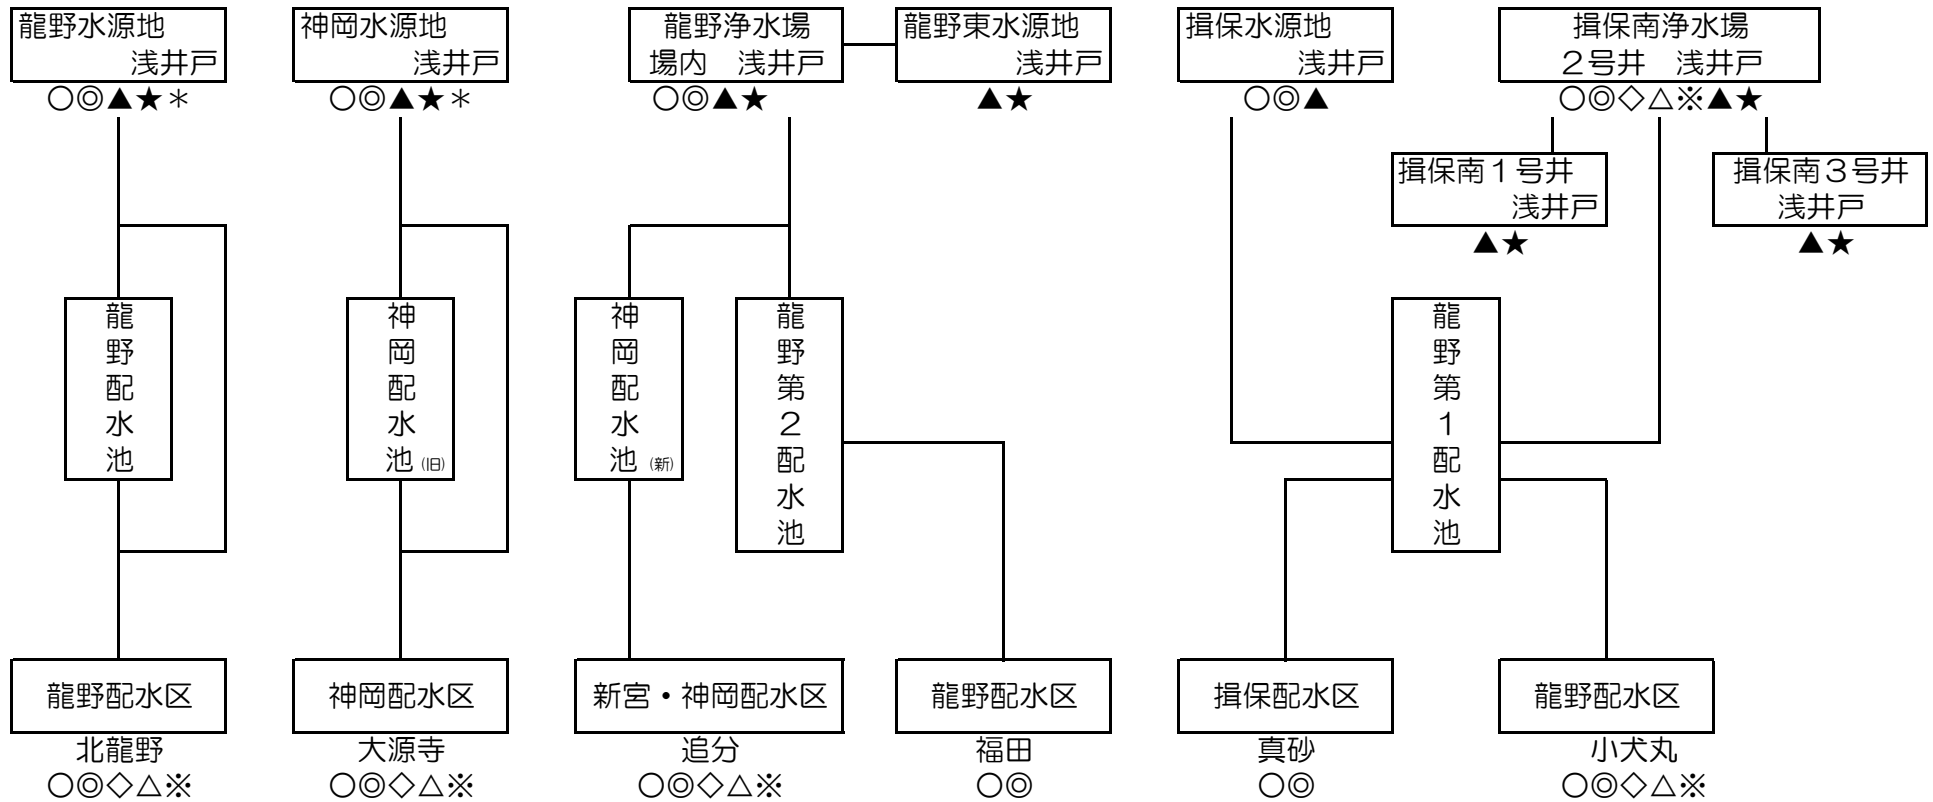 龍野水源地
浅井戸
○◎▲★＊
神岡水源地
浅井戸
○◎▲★＊
龍野浄水場
場内　浅井戸
○◎▲★
龍野東水源地
浅井戸
▲★
揖保水源地
浅井戸
○◎▲
揖保南浄水場
２号井　浅井戸
○◎◇△※▲★
揖保南１号井
浅井戸
▲★
揖保南３号井
浅井戸
▲★
龍野配水池
神岡配水池(旧)
神岡配水池(新)
龍野第２配水池
龍野第１配水池
龍野配水区
北龍野
○◎◇△※
神岡配水区
大源寺
○◎◇△※
新宮・神岡配水区
追分
○◎◇△※
龍野配水区
福田
○◎
揖保配水区
真砂
○◎
龍野配水区
小犬丸
○◎◇△※